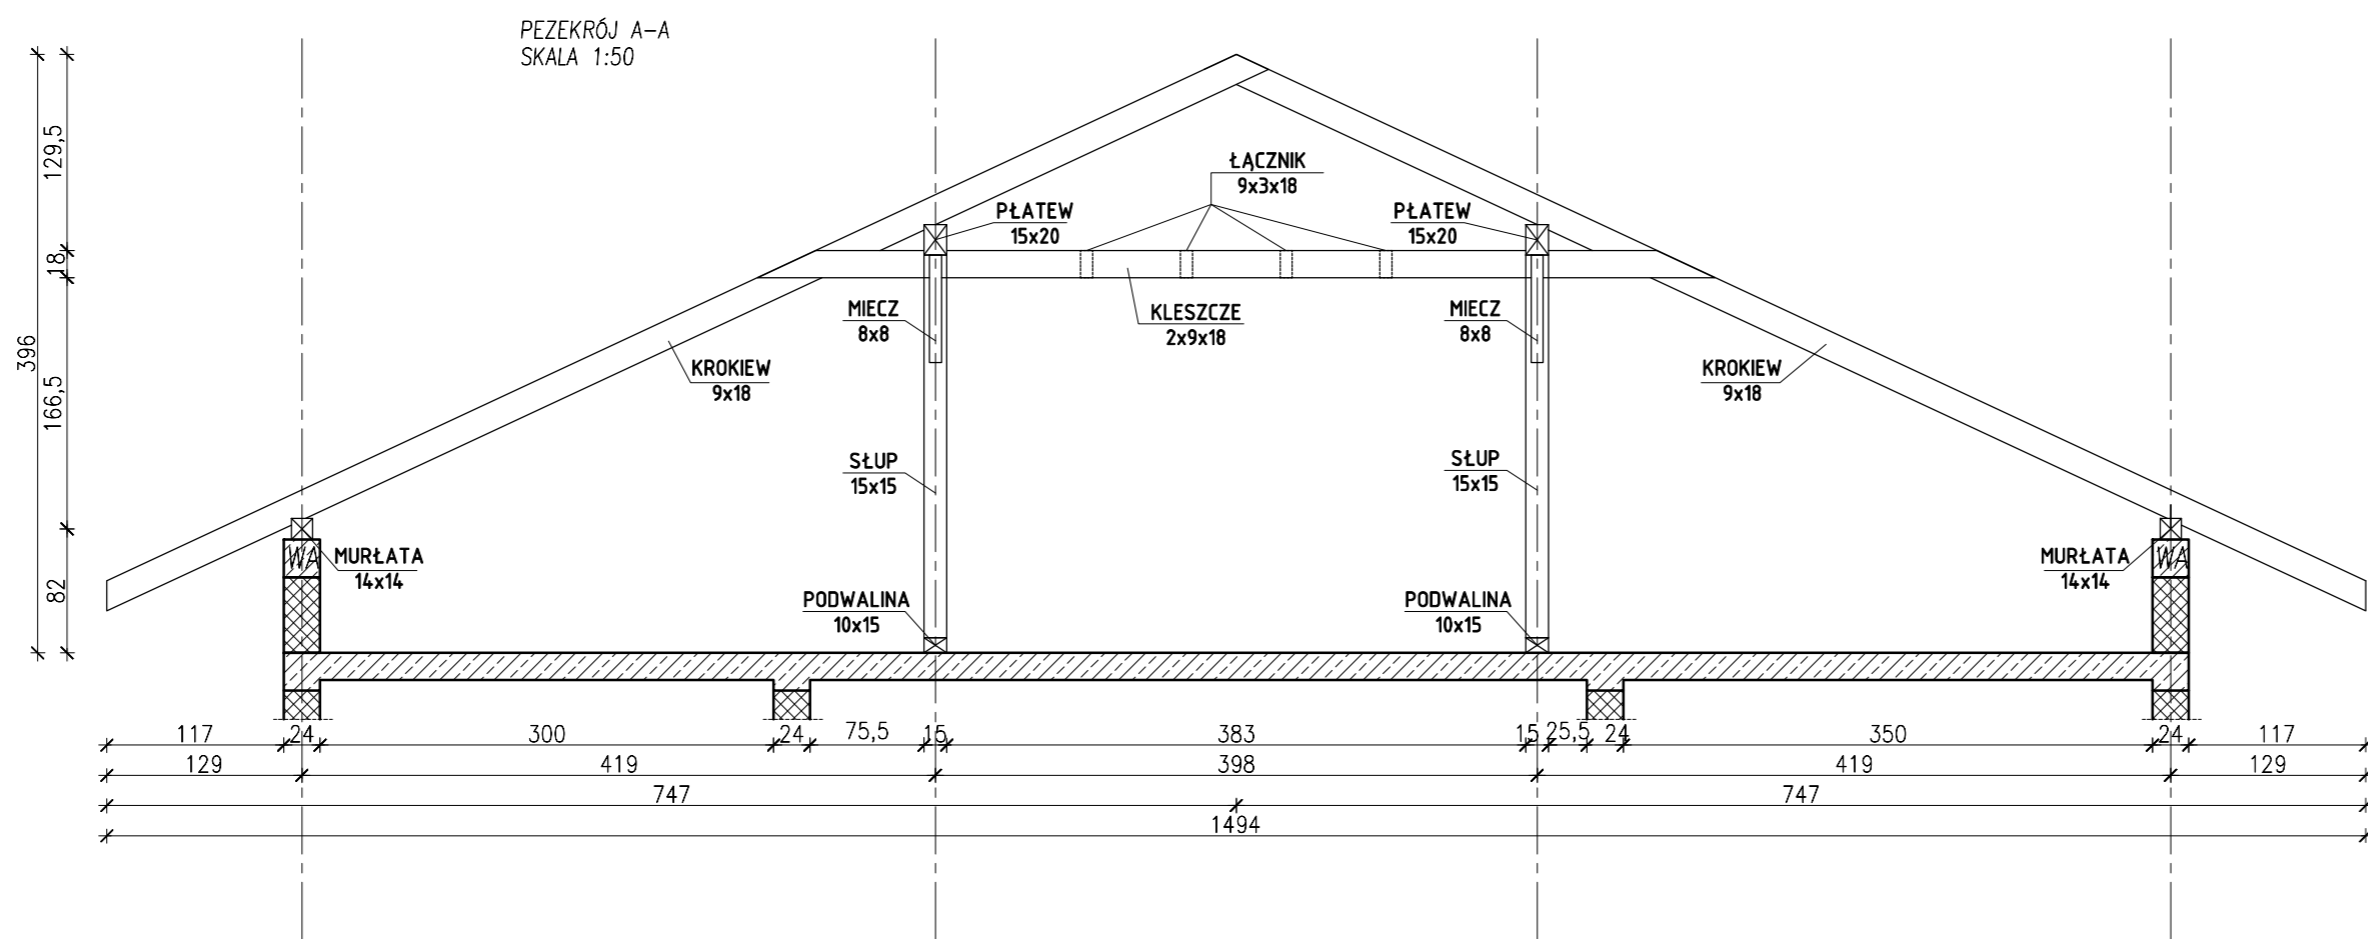 PEZEKRÓJ A-A
SKALA 1:50
ŁĄCZNIK
9x3x18
PŁATEW
15x20
PŁATEW
15x20
MIECZ
8x8
KLESZCZE
2x9x18
MIECZ
8x8
KROKIEW
9x18
KROKIEW
9x18
SŁUP
15x15
SŁUP
15x15
WA
MURŁATA
14x14
MURŁATA
14x14
WA
PODWALINA
10x15
PODWALINA
10x15
396
129,5
18
166,5
82
117 24 300 24 75,5 15 383 15 25,5 24 350 24 117
129 419 398 419 129
747 747
1494